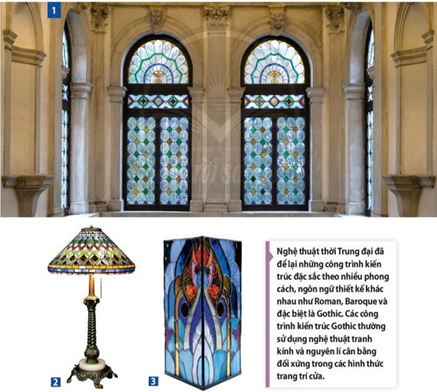 1
2
3
Nghệ thuật thời Trung đại đã
để lại những công trình kiến
trúc đặc sắc theo nhiều phong
cách, ngôn ngữ thiết kế khác
nhau như Roman, Baroque và
đặc biệt là Gothic. Các công
trình kiến trúc Gothic thường
sử dụng nghệ thuật tranh
kính và nguyên lí cân bằng
đối xứng trong các hình thức
trang trí cửa.